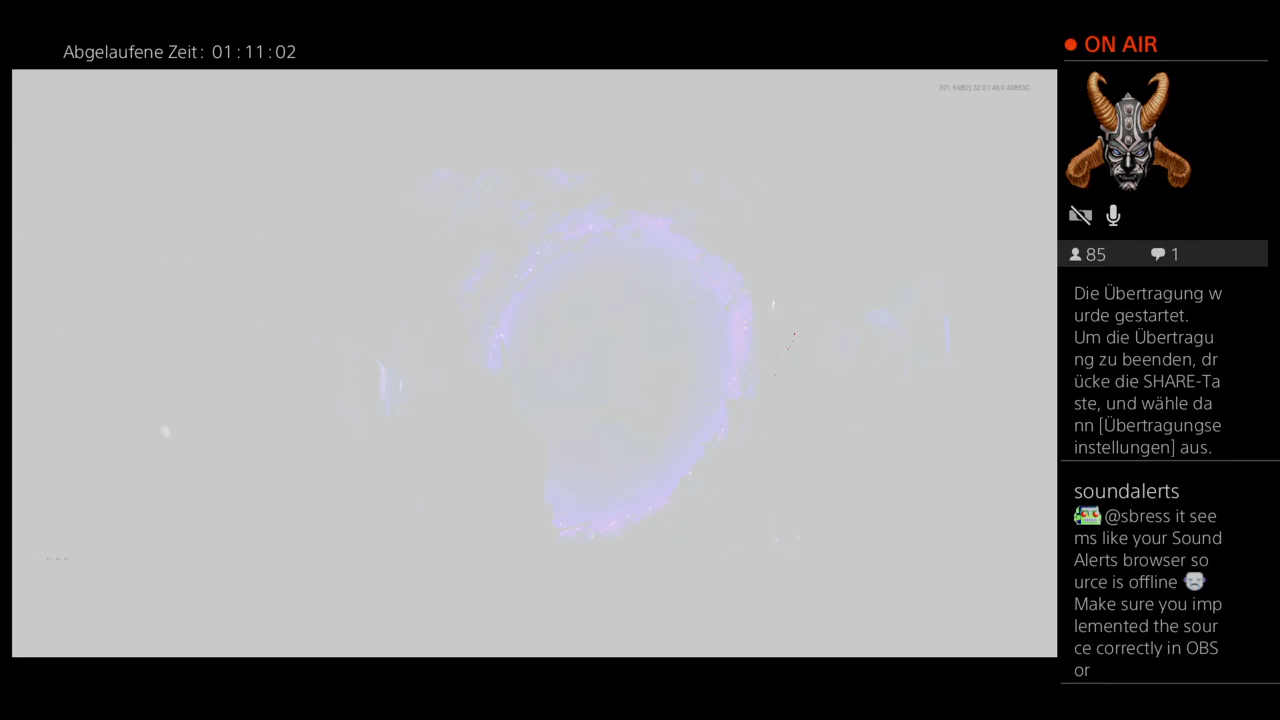 Abgelaufene Zeit: 01:11:02
ON AIR
85
1
Die Übertragung w
urde gestartet.
Um die Übertragu
ng zu beenden, dr
ücke die SHARE-Ta
ste, und wähle da
nn [Übertragungse
instellungen] aus.
soundalerts
@sbress it see
ms like your Sound
Alerts browser so
urce is offline
Make sure you imp
lemented the sour
ce correctly in OBS
or